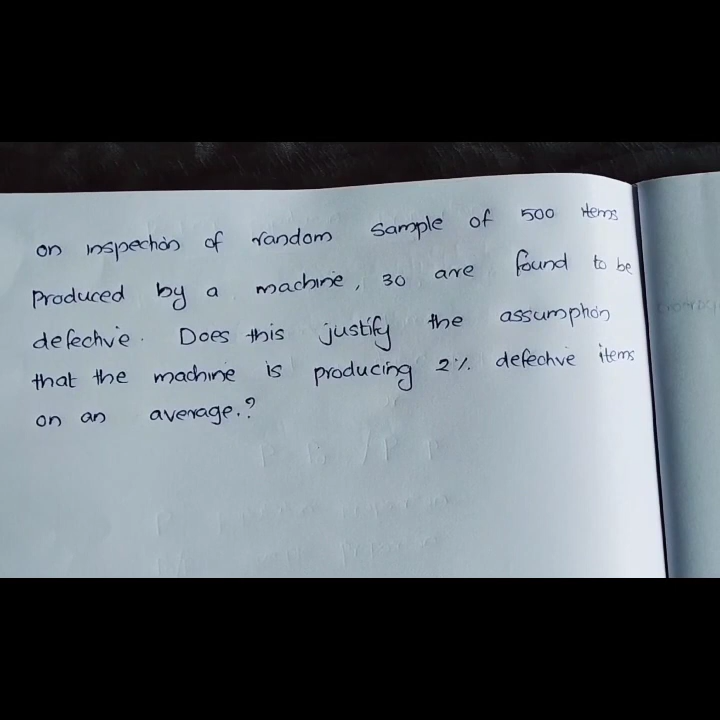 on inspection of random sample of 500 items
produced by a machine, 30 are found to be
defective. Does this justify the assumption
that the machine is producing 2% defective items
on an average.?